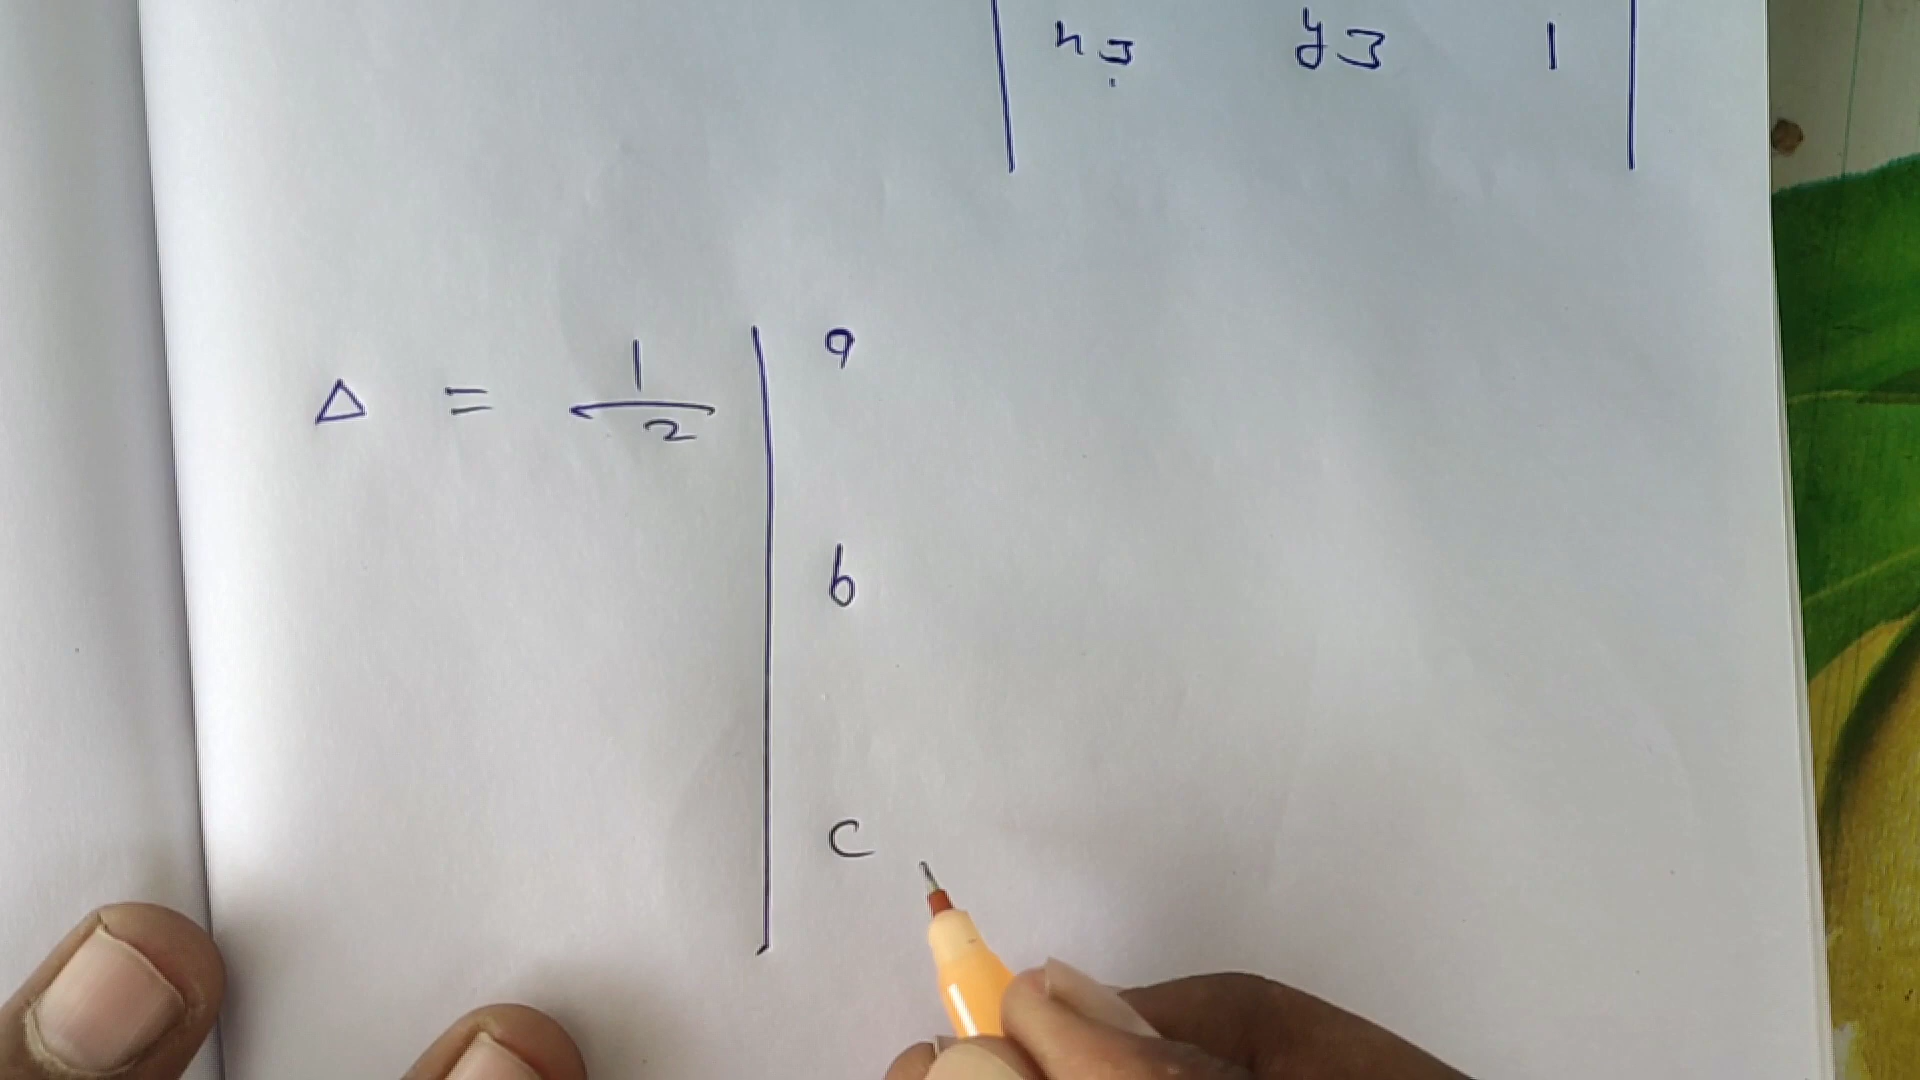 | x3 y3 1 |
Δ = 1/2 | a
b
c